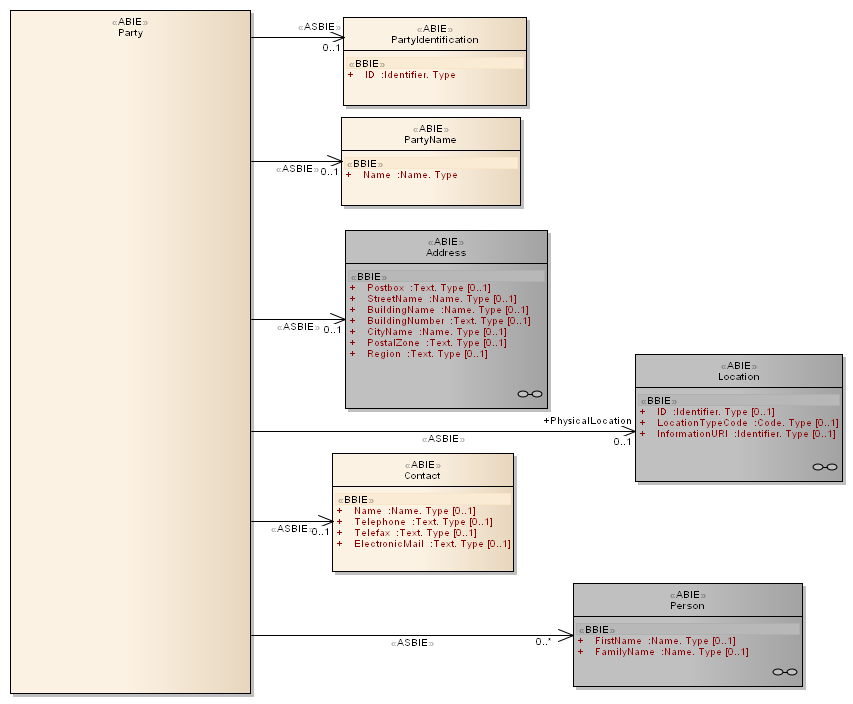 «ABIE»
Party
«ASBIE»
0..1
«ABIE»
PartyIdentification
«BBIE»
+ ID :Identifier. Type
«ASBIE»
0..1
«ABIE»
PartyName
«BBIE»
+ Name :Name. Type
«ASBIE»
0..1
«ABIE»
Address
«BBIE»
+ Postbox :Text. Type [0..1]
+ StreetName :Name. Type [0..1]
+ BuildingName :Name. Type [0..1]
+ BuildingNumber :Text. Type [0..1]
+ CityName :Name. Type [0..1]
+ PostalZone :Text. Type [0..1]
+ Region :Text. Type [0..1]
«ASBIE»
+PhysicalLocation
0..1
«ABIE»
Location
«BBIE»
+ ID :Identifier. Type [0..1]
+ LocationTypeCode :Code. Type [0..1]
+ InformationURI :Identifier. Type [0..1]
«ASBIE»
0..1
«ABIE»
Contact
«BBIE»
+ Name :Name. Type [0..1]
+ Telephone :Text. Type [0..1]
+ Telefax :Text. Type [0..1]
+ ElectronicMail :Text. Type [0..1]
«ASBIE»
0..*
«ABIE»
Person
«BBIE»
+ FirstName :Name. Type [0..1]
+ FamilyName :Name. Type [0..1]